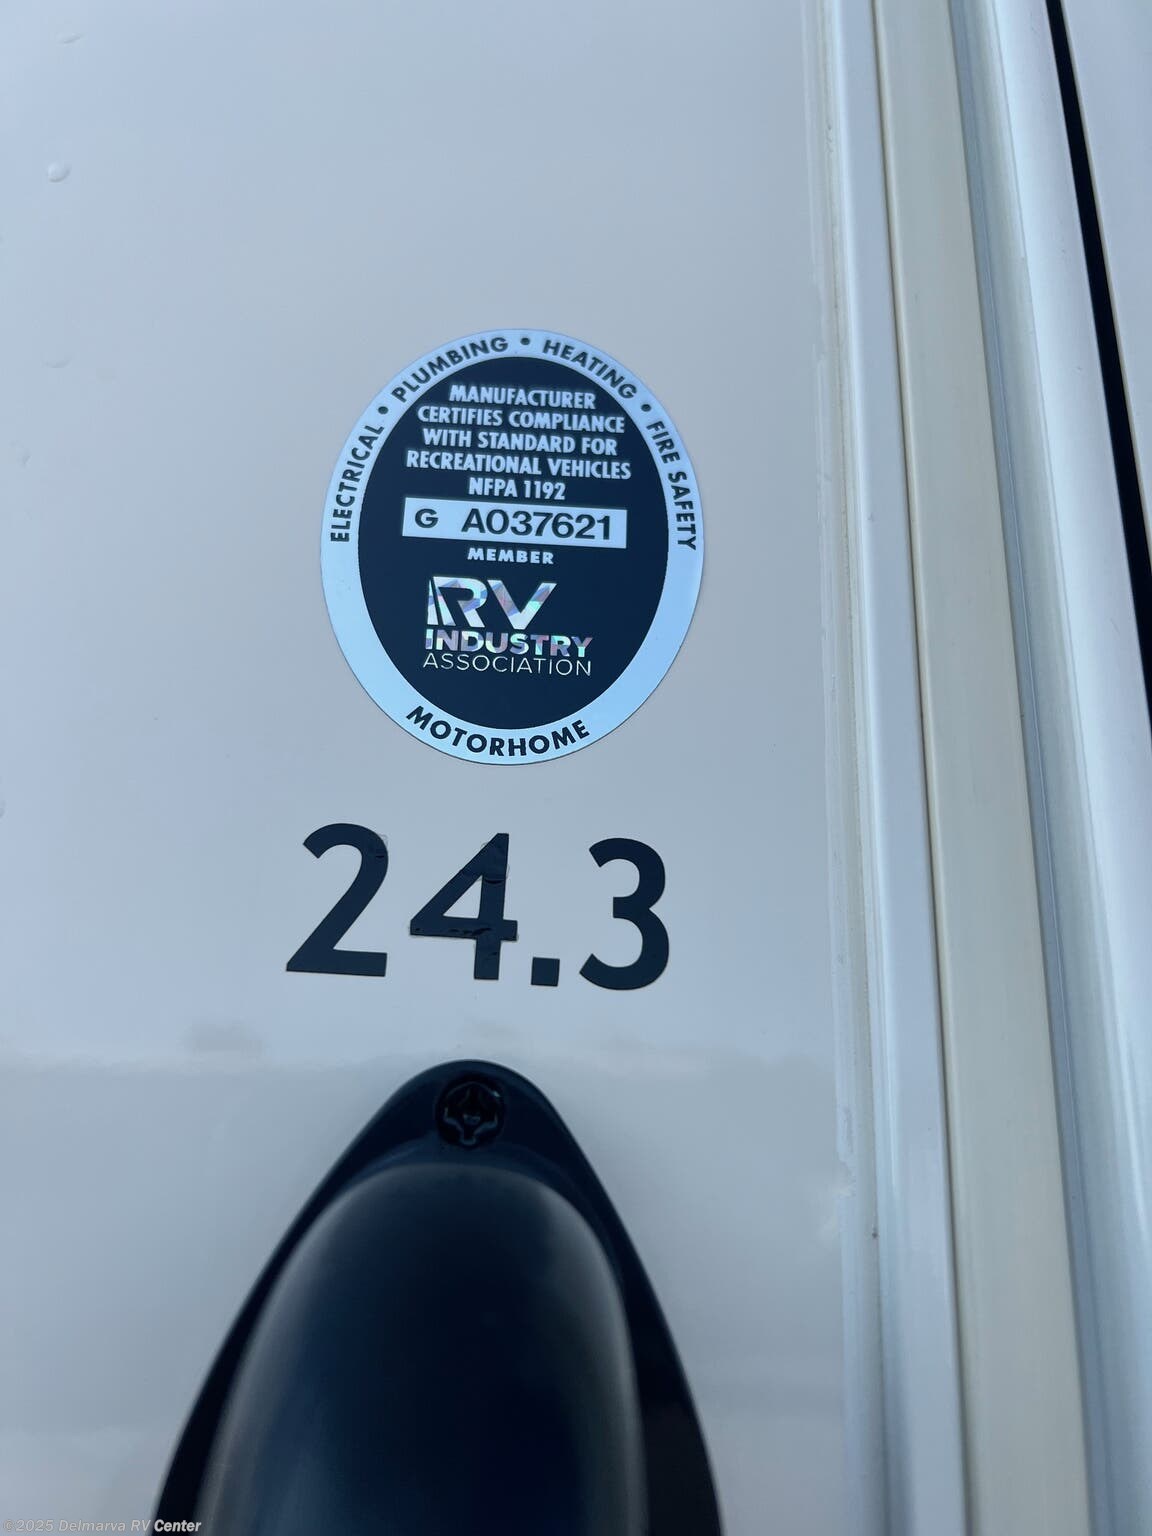 ELECTRICAL • PLUMBING • HEATING • FIRE SAFETY
MANUFACTURER
CERTIFIES COMPLIANCE
WITH STANDARD FOR
RECREATIONAL VEHICLES
NFPA 1192
G A037621
MEMBER
RV
INDUSTRY
ASSOCIATION
MOTORHOME
24.3
©2025 Delmarva RV Center